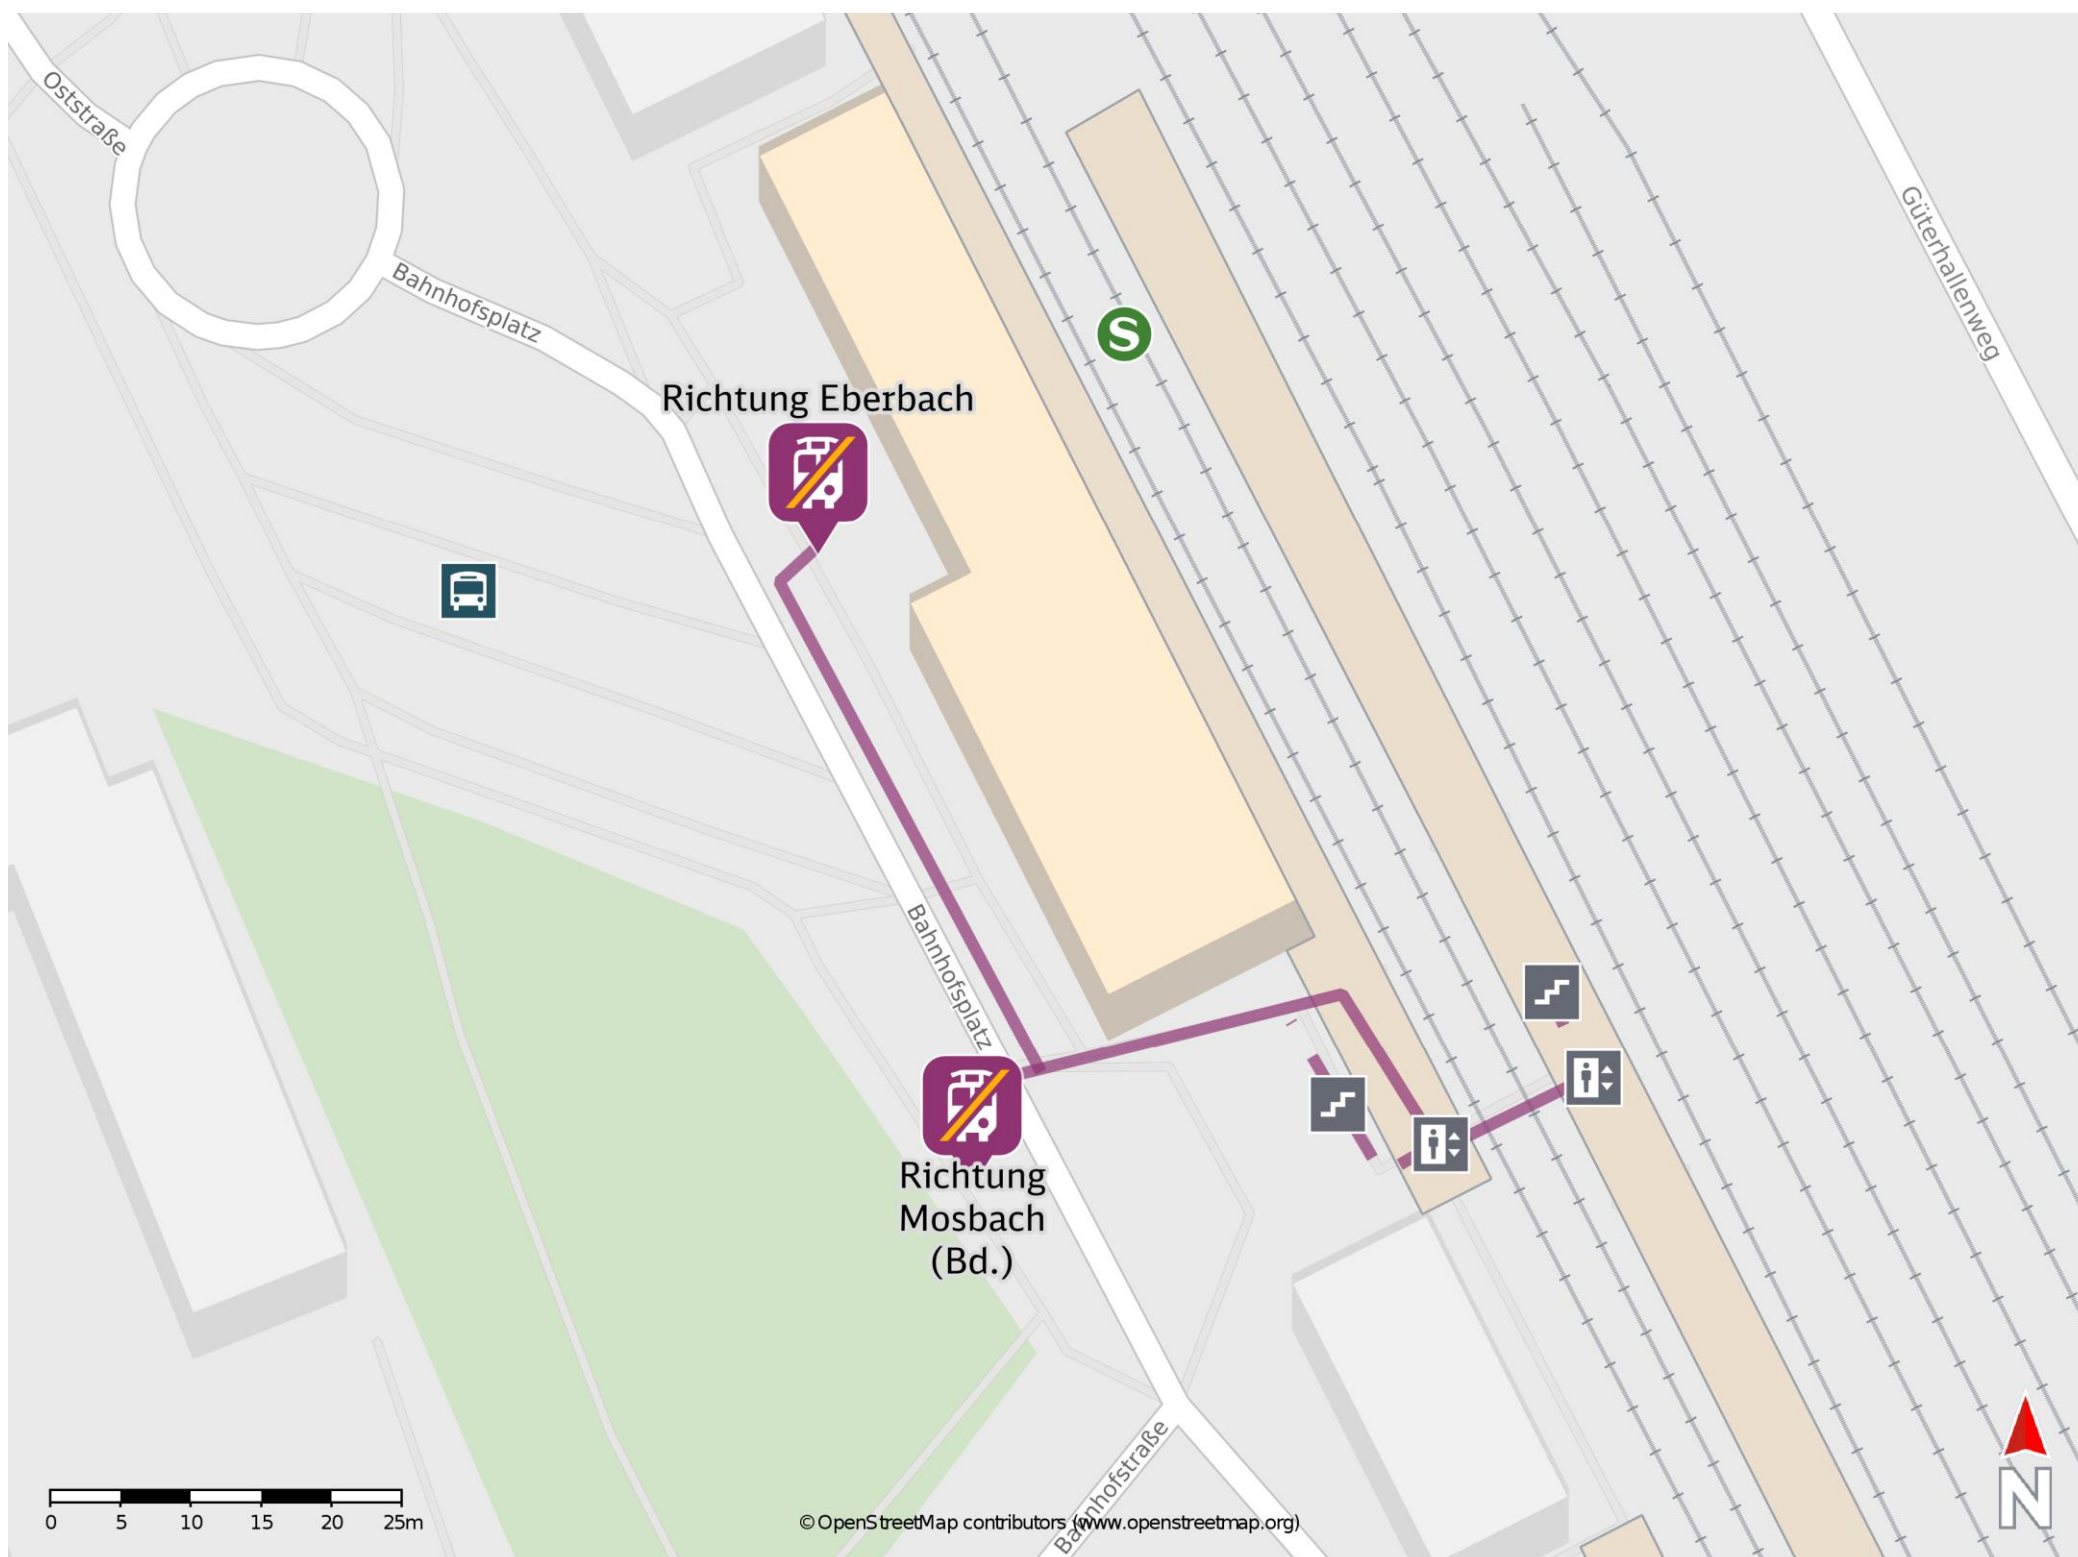 Oststraße
Bahnhofsplatz
Güterhallenweg
S
Richtung Eberbach
Bahnhofsplatz
Richtung
Mosbach
(Bd.)
Bahnhofstraße
0 5 10 15 20 25m
© OpenStreetMap contributors (www.openstreetmap.org)
N